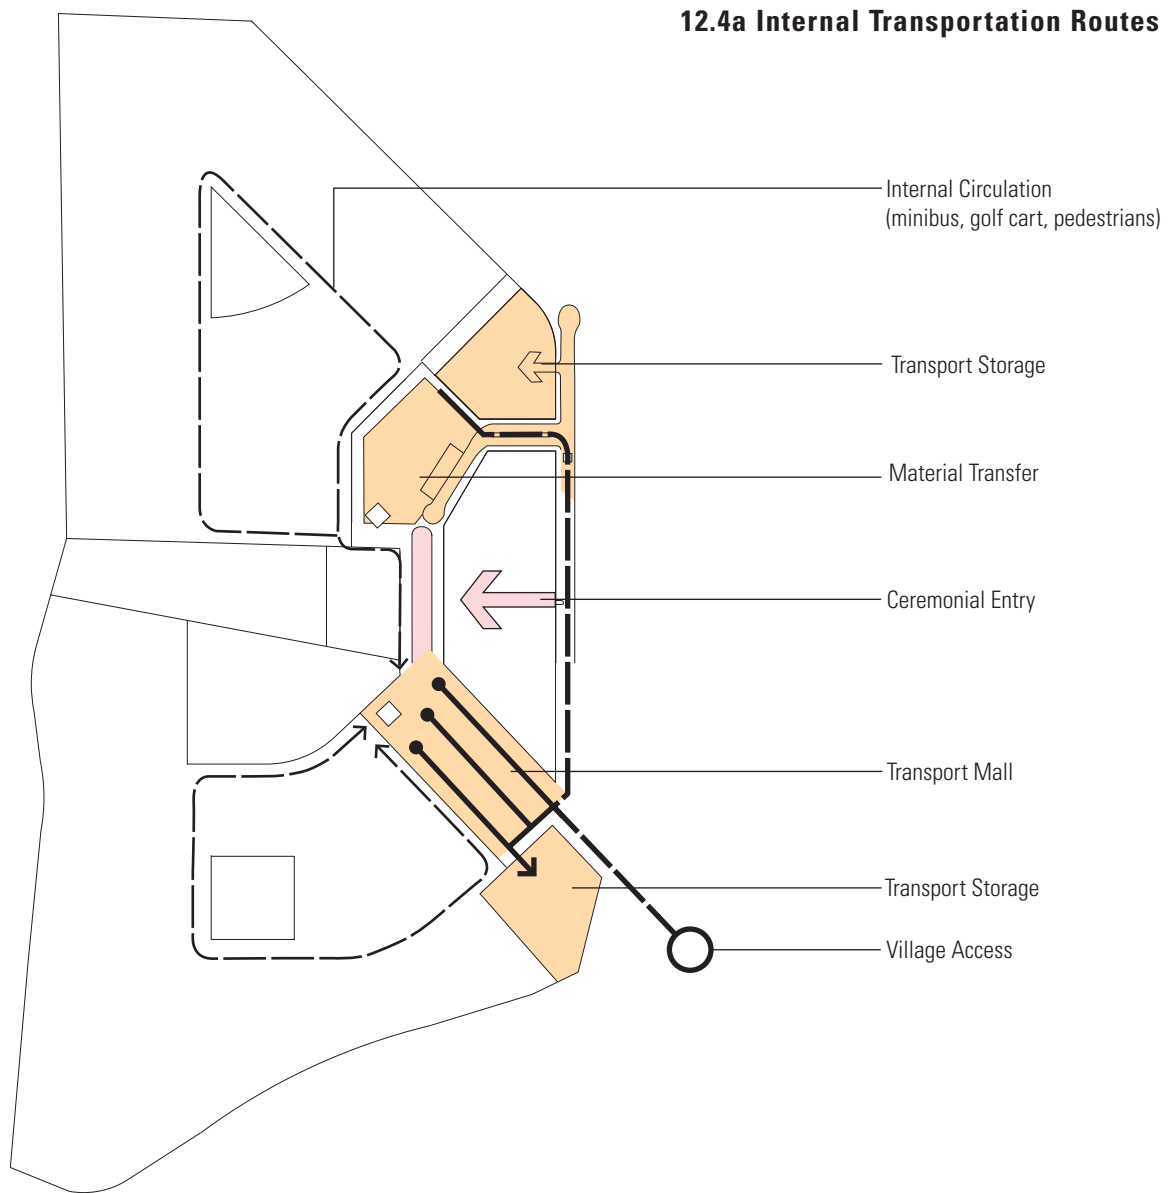 12.4a Internal Transportation Routes
Internal Circulation
(minibus, golf cart, pedestrians)
Transport Storage
Material Transfer
Ceremonial Entry
Transport Mall
Transport Storage
Village Access